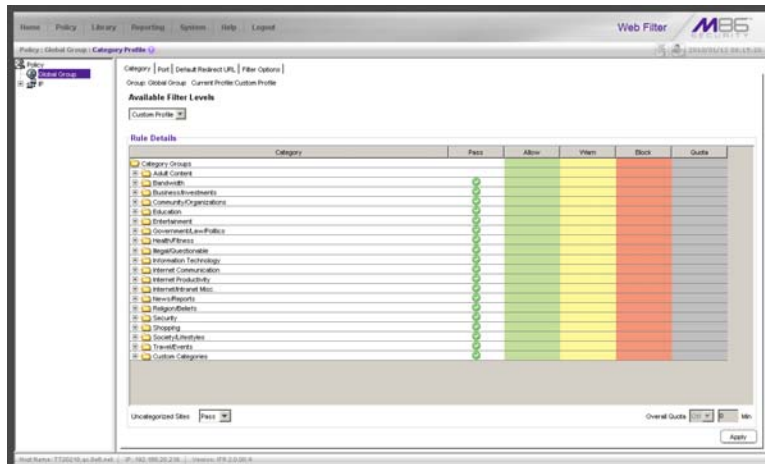 Home Policy Library Reporting System Help Logout
Web Filter
M86
SECURITY
Policy : Global Group : Category Profile
Policy
Global Group
IP
Category Port Default Redirect URL Filter Options
Group: Global Group Current Profile:Custom Profile
Available Filter Levels
Custom Profile
Rule Details
Category Pass Allow Warn Block Quota
Category Groups
Adult Content
Bandwidth
Business/Investments
Community/Organizations
Education
Entertainment
Government/Law/Politics
Health/Fitness
Illegal/Questionable
Information Technology
Internet Communication
Internet Productivity
Internet/Intranet Misc.
News/Reports
Religion/Beliefs
Security
Shopping
Society/Lifestyles
Travel/Events
Custom Categories
Uncategorized Sites Pass
Overall Quota Min
Apply